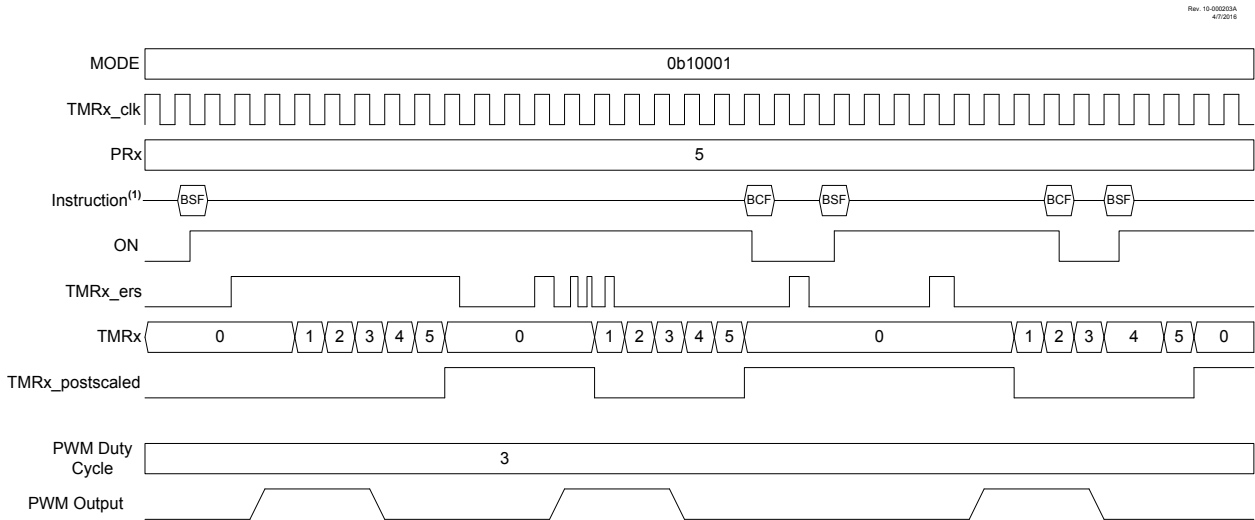 Rev. 10-000203A
4/7/2016
MODE 0b10001
TMRx_clk
PRx 5
Instruction(1) BSF BCF BSF BCF BSF
ON
TMRx_ers
TMRx 0 1 2 3 4 5 0 1 2 3 4 5 0 1 2 3 4 5 0
TMRx_postscaled
PWM Duty
Cycle 3
PWM Output